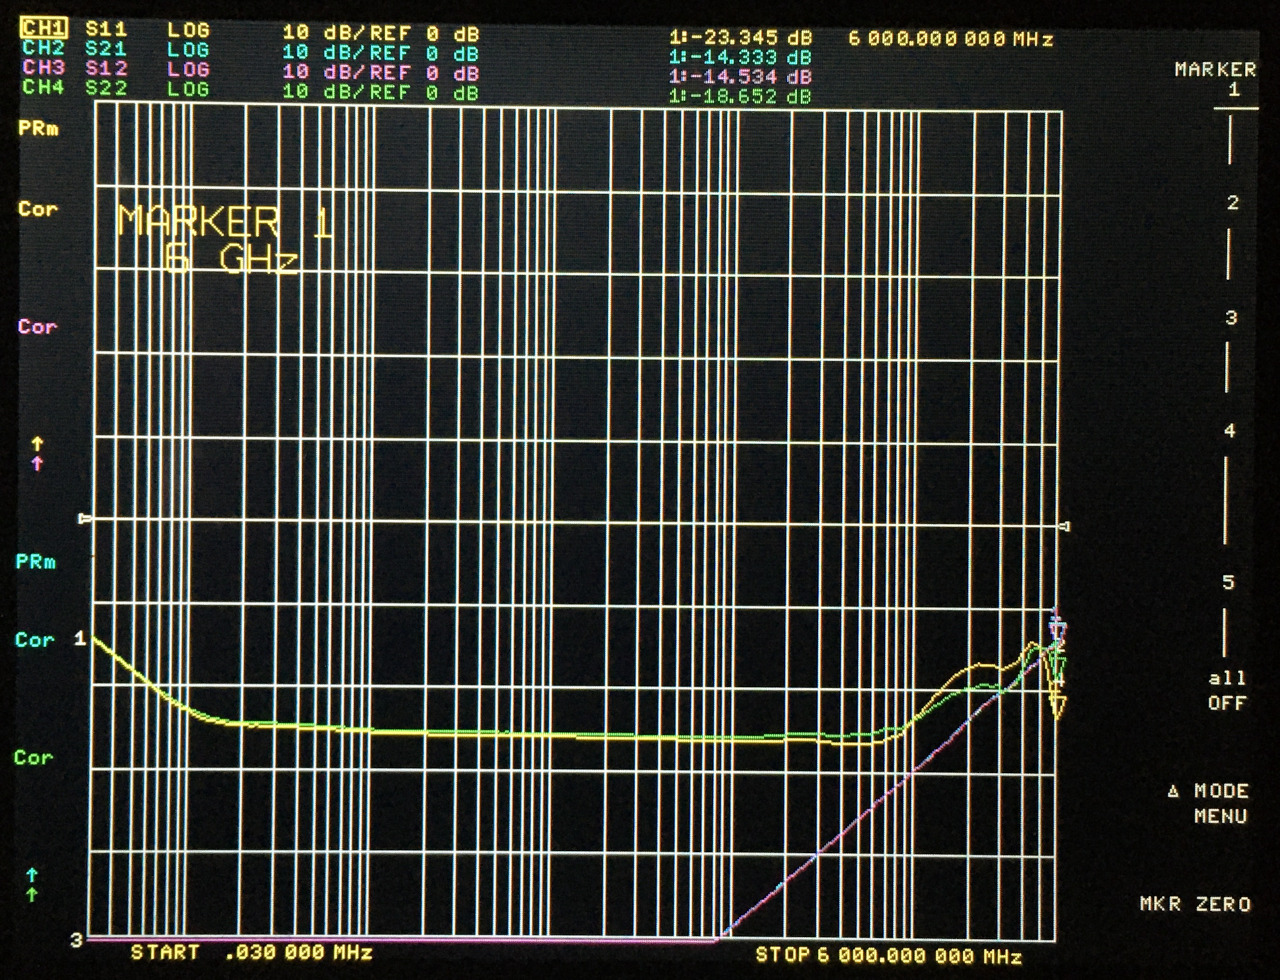 CH1 S11 LOG 10 dB/REF 0 dB 1:-23.345 dB 6 000.000 000 MHz
CH2 S21 LOG 10 dB/REF 0 dB 1:-14.333 dB
CH3 S12 LOG 10 dB/REF 0 dB 1:-14.534 dB
CH4 S22 LOG 10 dB/REF 0 dB 1:-18.652 dB
MARKER
1
PRm
Cor
MARKER 1
6 GHz
2
Cor
3
4
PRm
5
Cor 1
all
OFF
Cor
Δ MODE
MENU
MKR ZERO
3
START .030 000 MHz STOP 6 000.000 000 MHz